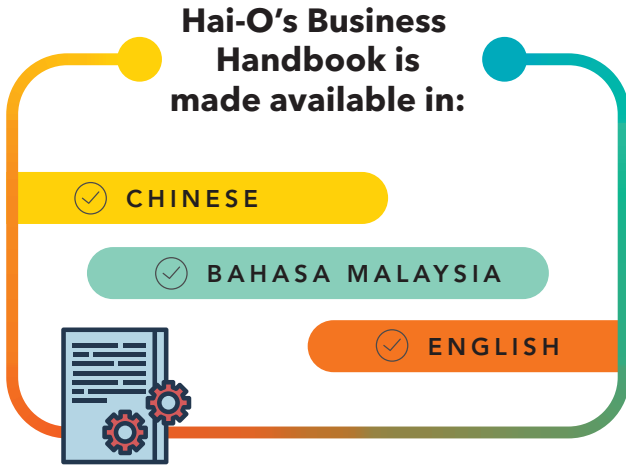 Hai-O's Business
Handbook is
made available in:
CHINESE
BAHASA MALAYSIA
ENGLISH